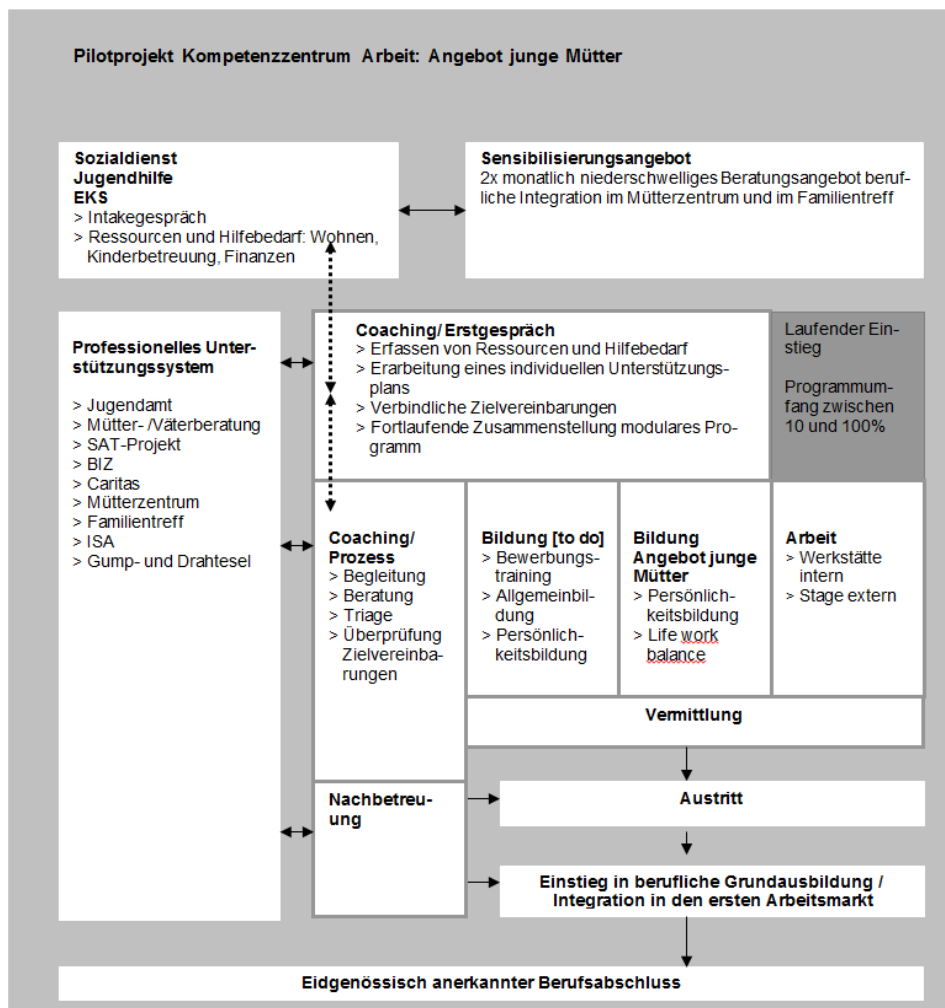 Pilotprojekt Kompetenzzentrum Arbeit: Angebot junge Mütter
Sozialdienst
Jugendhilfe
EKS
> Intakegespräch
> Ressourcen und Hilfebedarf: Wohnen,
Kinderbetreuung, Finanzen
Sensibilisierungsangebot
2x monatlich niederschwelliges Beratungsangebot beruf-
liche Integration im Mütterzentrum und im Familientreff
Professionelles Unter-
stützungssystem
> Jugendamt
> Mütter- /Väterberatung
> SAT-Projekt
> BIZ
> Caritas
> Mütterzentrum
> Familientreff
> ISA
> Gump- und Drahtesel
Coaching/ Erstgespräch
> Erfassen von Ressourcen und Hilfebedarf
> Erarbeitung eines individuellen Unterstützungs-
plans
> Verbindliche Zielvereinbarungen
> Fortlaufende Zusammenstellung modulares Pro-
gramm
Laufender Ein-
stieg
Programmum-
fang zwischen
10 und 100%
Coaching/
Prozess
> Begleitung
> Beratung
> Triage
> Überprüfung
Zielvereinba-
rungen
Bildung [to do]
> Bewerbungs-
training
> Allgemeinbil-
dung
> Persönlich-
keitsbildung
Bildung
Angebot junge
Mütter
> Persönlich-
keitsbildung
> Life work
balance
Arbeit
> Werkstätte
intern
> Stage extern
Vermittlung
Nachbetreu-
ung
Austritt
Einstieg in berufliche Grundausbildung /
Integration in den ersten Arbeitsmarkt
Eidgenössisch anerkannter Berufsabschluss